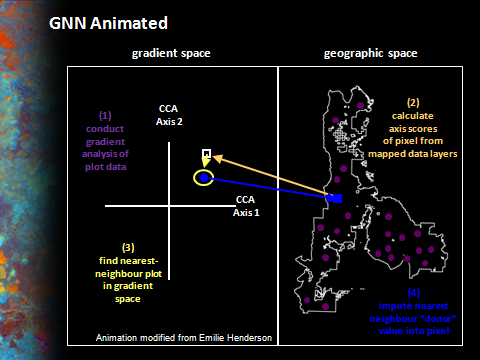 GNN Animated
gradient space
geographic space
(1)
conduct
gradient
analysis of
plot data
CCA
Axis 2
CCA
Axis 1
(2)
calculate
axis scores
of pixel from
mapped data layers
(3)
find nearest-
neighbour plot
in gradient
space
(4)
impute nearest
neighbour "donor"
value into pixel
Animation modified from Emilie Henderson